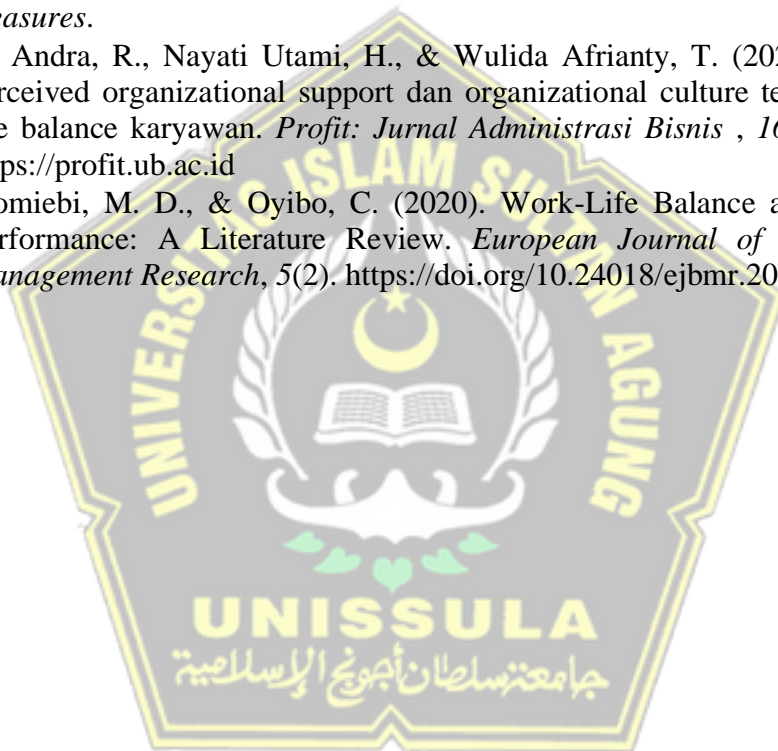 easures.
Andra, R., Nayati Utami, H., & Wulida Afrianty, T. (202
rceived organizational support dan organizational culture te
e balance karyawan. Profit: Jurnal Administrasi Bisnis , 16
ps://profit.ub.ac.id
omiebi, M. D., & Oyibo, C. (2020). Work-Life Balance a
erformance: A Literature Review. European Journal of
anagement Research, 5(2). https://doi.org/10.24018/ejbmr.20
UNIVERSITAS ISLAM SULTAN AGUNG
UNISSULA
جامعة سلطان أجونج الإسلامية